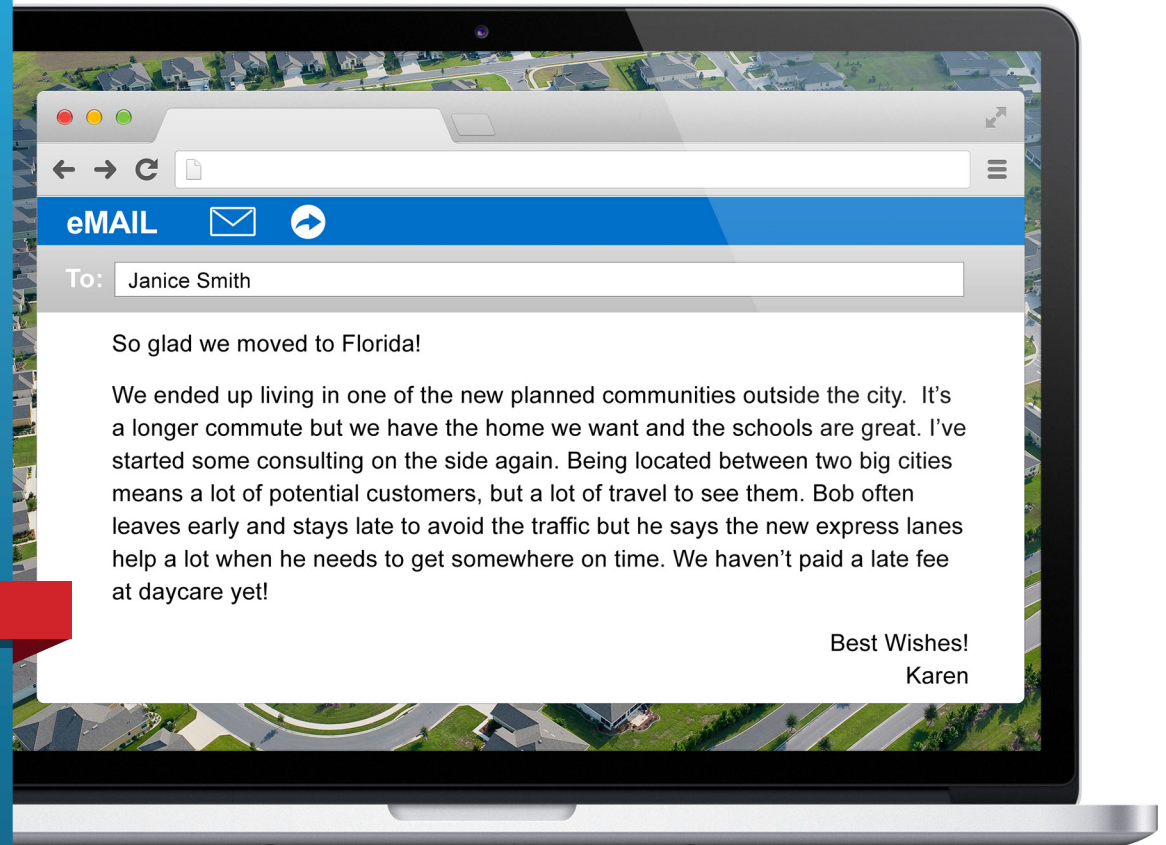 eMAIL
To: Janice Smith
So glad we moved to Florida!
We ended up living in one of the new planned communities outside the city.  It’s
a longer commute but we have the home we want and the schools are great. I’ve
started some consulting on the side again. Being located between two big cities
means a lot of potential customers, but a lot of travel to see them. Bob often
leaves early and stays late to avoid the traffic but he says the new express lanes
help a lot when he needs to get somewhere on time. We haven’t paid a late fee
at daycare yet!
Best Wishes!
Karen